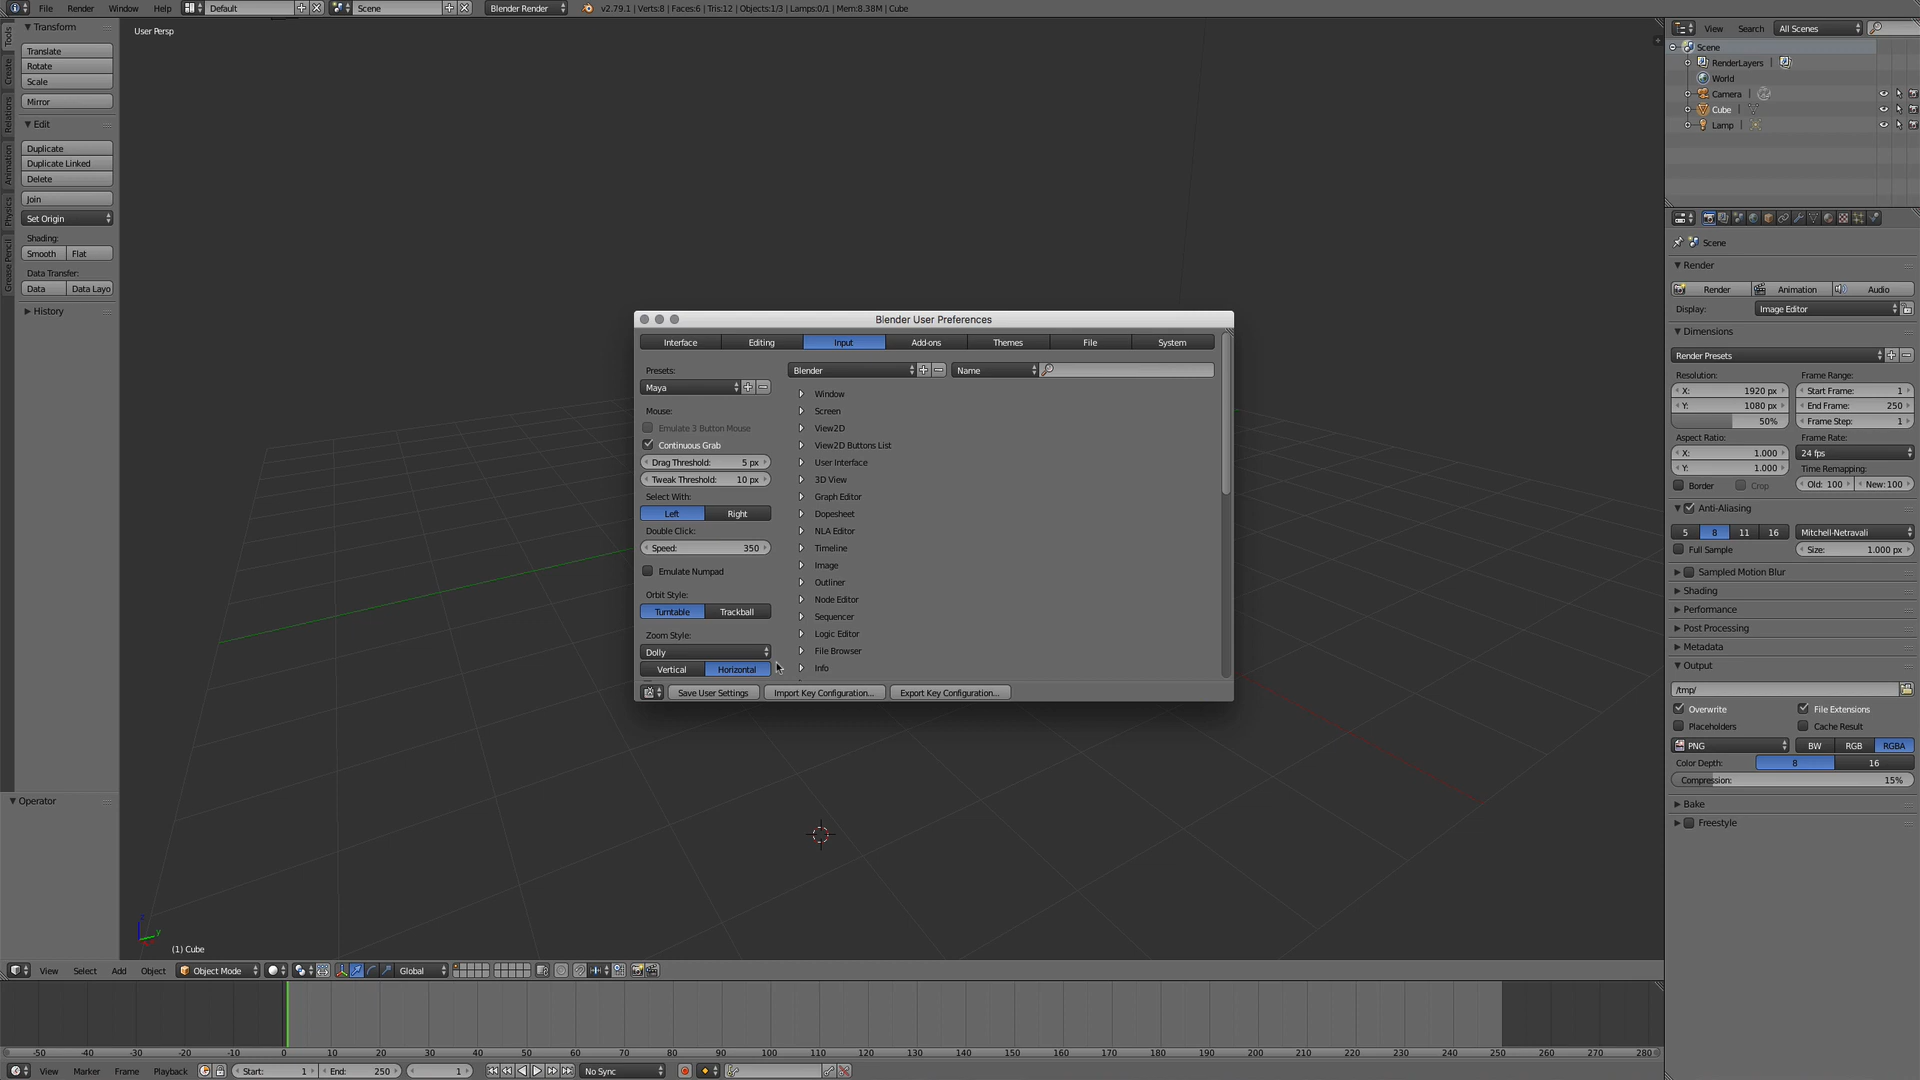 File Render Window Help Default Scene Blender Render v2.79.1 | Verts:8 | Faces:6 | Tris:12 | Objects:1/3 | Lamps:0/1 | Mem:8.38M | Cube
Tools
Create
Relations
Animation
Physics
Grease Pencil
Transform
Translate
Rotate
Scale
Mirror
Edit
Duplicate
Duplicate Linked
Delete
Join
Set Origin
Shading:
Smooth Flat
Data Transfer:
Data Data Layo
History
Operator
User Persp
(1) Cube
Blender User Preferences
Interface Editing Input Add-ons Themes File System
Presets:
Maya
Mouse:
Emulate 3 Button Mouse
Continuous Grab
Drag Threshold: 5 px
Tweak Threshold: 10 px
Select With:
Left Right
Double Click:
Speed: 350
Emulate Numpad
Orbit Style:
Turntable Trackball
Zoom Style:
Dolly
Vertical Horizontal
Blender Name
Window
Screen
View2D
View2D Buttons List
User Interface
3D View
Graph Editor
Dopesheet
NLA Editor
Timeline
Image
Outliner
Node Editor
Sequencer
Logic Editor
File Browser
Info
Save User Settings Import Key Configuration... Export Key Configuration...
View Search All Scenes
Scene
RenderLayers
World
Camera
Cube
Lamp
Scene
Render
Render Animation Audio
Display: Image Editor
Dimensions
Render Presets
Resolution: Frame Range:
X: 1920 px Start Frame: 1
Y: 1080 px End Frame: 250
50% Frame Step: 1
Aspect Ratio: Frame Rate:
X: 1.000 24 fps
Y: 1.000 Time Remapping:
Border Crop Old: 100 New:100
Anti-Aliasing
5 8 11 16 Mitchell-Netravali
Full Sample Size: 1.000 px
Sampled Motion Blur
Shading
Performance
Post Processing
Metadata
Output
/tmp/
Overwrite File Extensions
Placeholders Cache Result
PNG BW RGB RGBA
Color Depth: 8 16
Compression: 15%
Bake
Freestyle
View Select Add Object Object Mode Global
-50 -40 -30 -20 -10 0 10 20 30 40 50 60 70 80 90 100 110 120 130 140 150 160 170 180 190 200 210 220 230 240 250 260 270 280
View Marker Frame Playback Start: 1 End: 250 1 No Sync
z
y